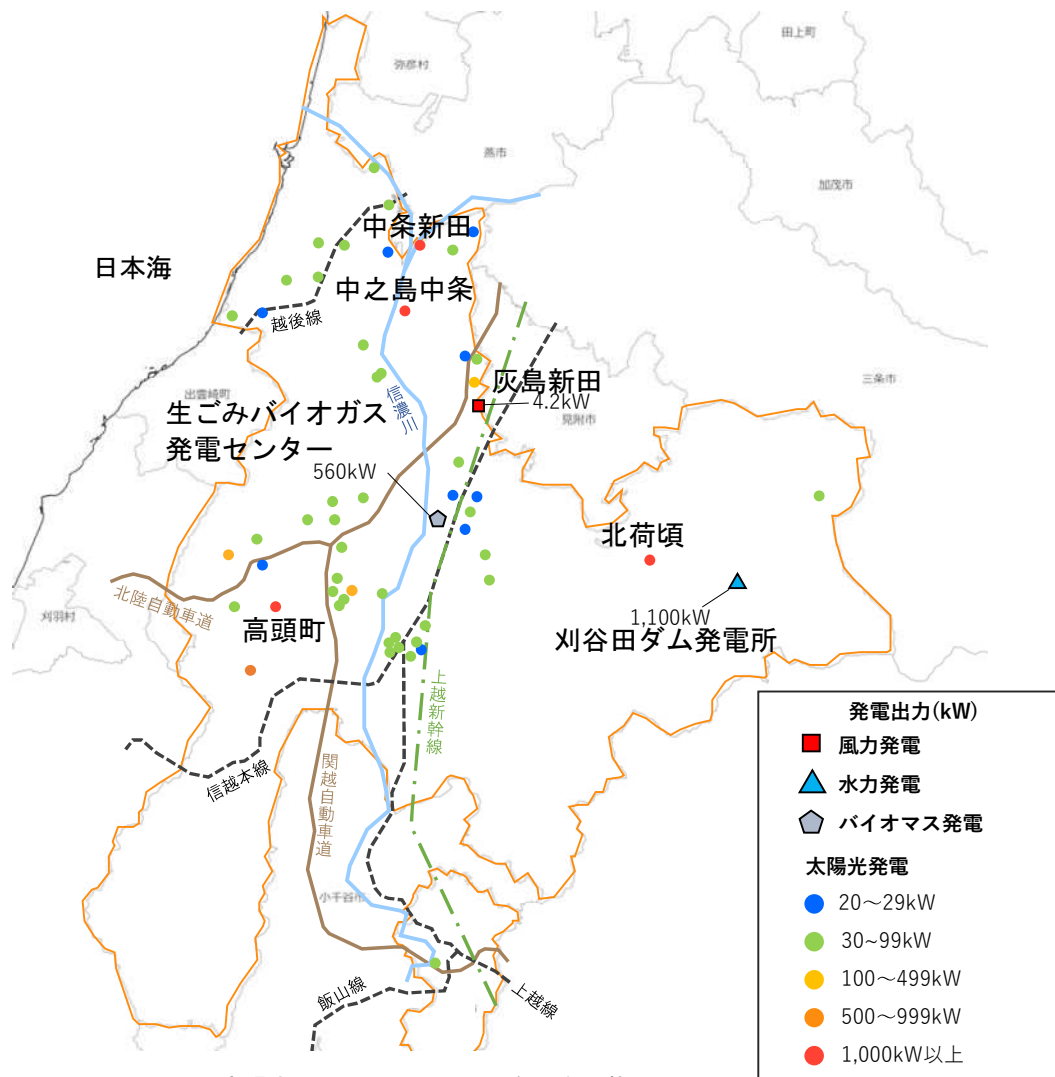 田上町
弥彦村
燕市
加茂市
中条新田
日本海
中之島中条
越後線
三条市
灰島新田
4.2kW
出雲崎町
信濃川
見附市
生ごみバイオガス
発電センター
560kW
北荷頃
北陸自動車道
刈羽村
1,100kW
高頭町
刈谷田ダム発電所
上越新幹線
信越本線
関越自動車道
小千谷市
飯山線
上越線
発電出力(kW)
風力発電
水力発電
バイオマス発電
太陽光発電
20～29kW
30~99kW
100～499kW
500～999kW
1,000kW以上